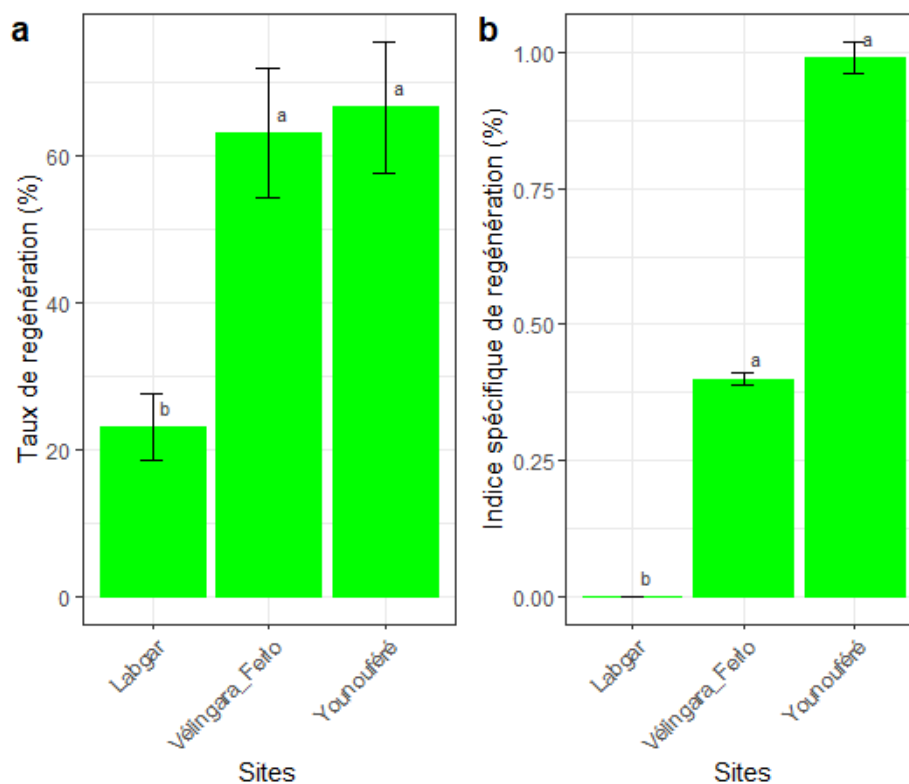 a
Taux de regénération (%)
60
40
20
0
b
a
a
Labgar
Vélingara_Ferlo
Younouféré
Sites
b
Indice spécifique de regénération (%)
1.00
0.75
0.50
0.25
0.00
b
a
a
Labgar
Vélingara_Ferlo
Younouféré
Sites